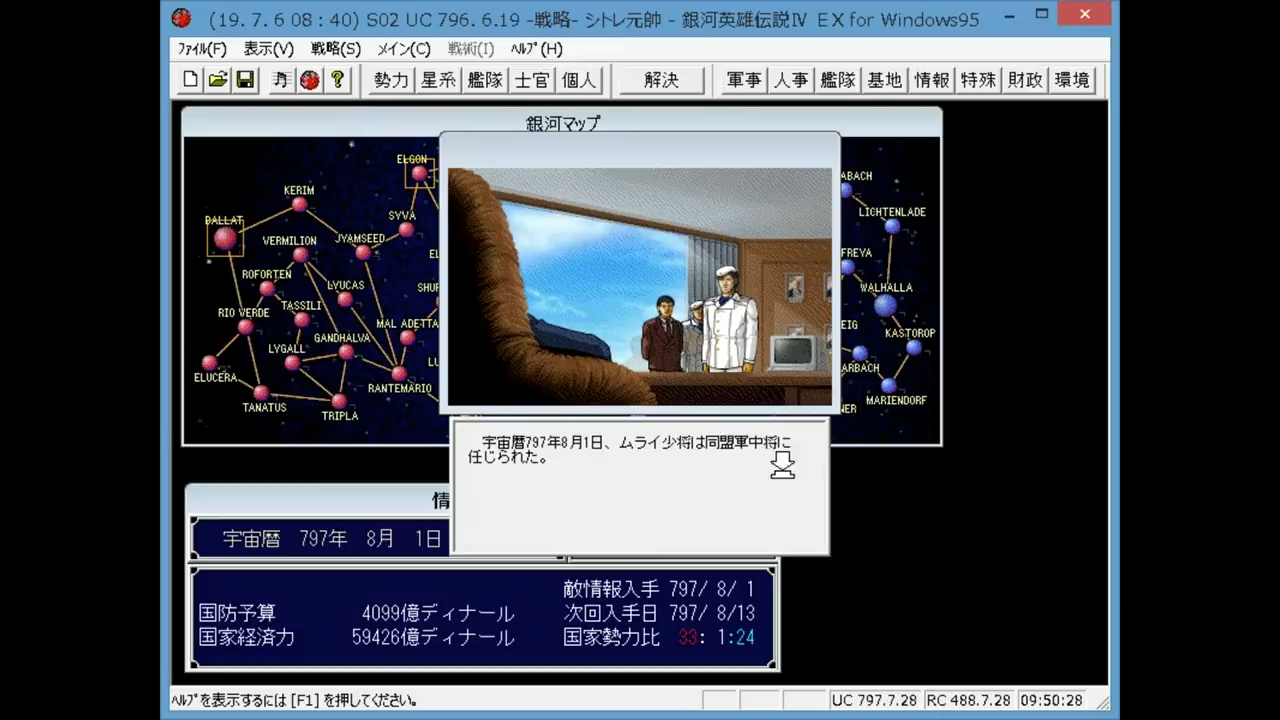 (19. 7. 6 08：40) S02 UC 796. 6.19 -戦略- シトレ元帥 - 銀河英雄伝説Ⅳ EX for Windows95
ﾌｧｲﾙ(F) 表示(V) 戦略(S) メイン(C) 戦術(I) ﾍﾙﾌﾟ(H)
勢力 星系 艦隊 士官 個人 解決 軍事 人事 艦隊 基地 情報 特殊 財政 環境
銀河マップ
ELGON
KERIM
BALLAT
SYVA
VERMILION
JYAMSEED
ROFORTEN
LYUCAS
RIO VERDE
TASSILI
MAL ADETTA
GANDHALVA
LYGALL
ELUCERA
RANTEMARIO
TANATUS
TRIPLA
ABACH
LICHTENLADE
FREYA
WALHALLA
EIG
KASTOROP
ARBACH
MARIENDORF
NER
宇宙暦797年8月1日、ムライ少将は同盟軍中将に
任じられた。
情
宇宙暦 797年 8月 1日
敵情報入手 797/ 8/ 1
国防予算 4099億ディナール 次回入手日 797/ 8/13
国家経済力 59426億ディナール 国家勢力比 33: 1:24
ﾍﾙﾌﾟを表示するには [F1] を押してください。 UC 797.7.28 RC 488.7.28 09:50:28